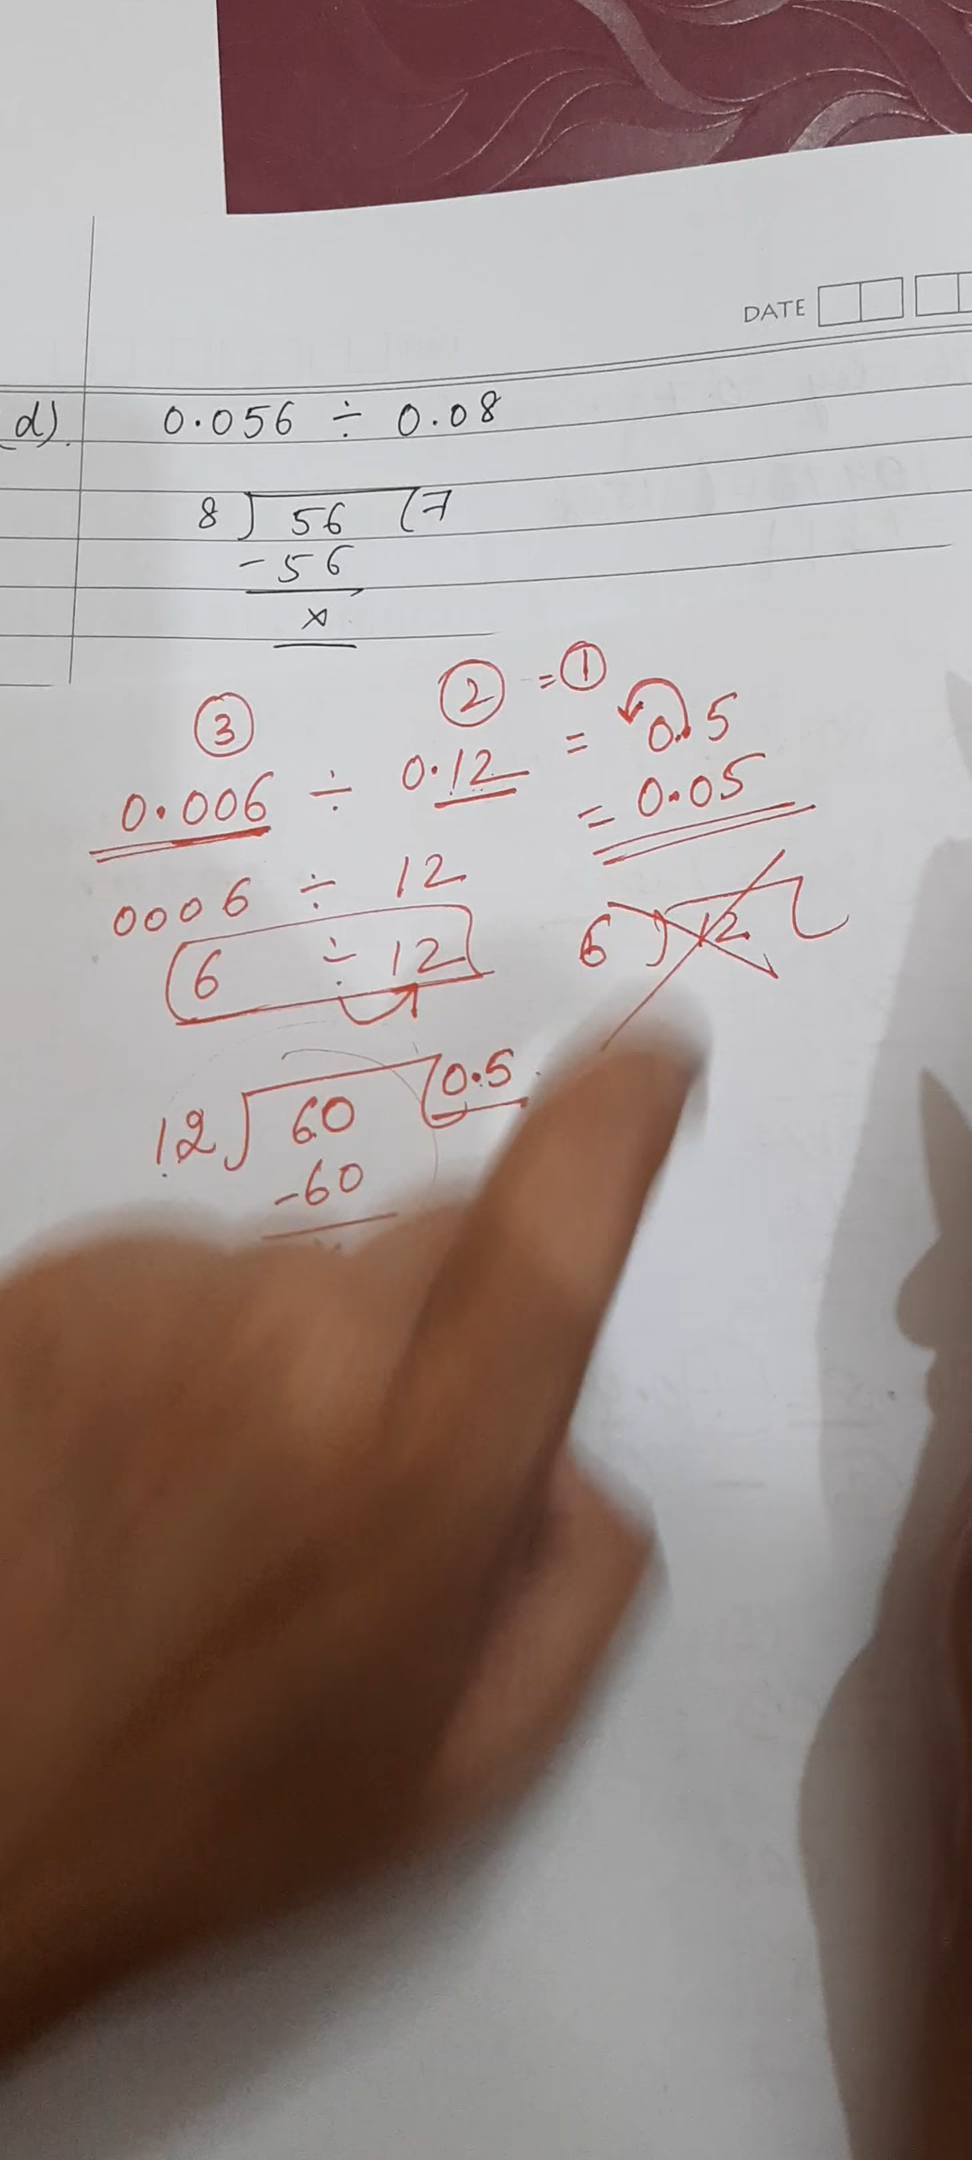 DATE
d) 0.056 ÷ 0.08
8 ) 56 ( 7
- 56
×
③ ② = ①
0.006 ÷ 0.12 = 0.5
= 0.05
0006 ÷ 12
6 ÷ 12
6 ) 12 (
12 ) 60 ( 0.5
-60